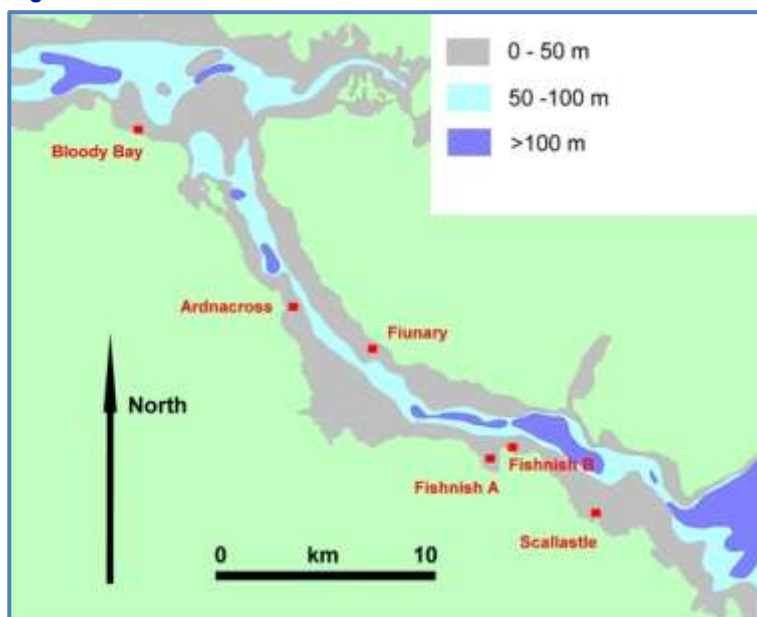 0 - 50 m
50 -100 m
>100 m
Bloody Bay
Ardnacross
Fiunary
North
Fishnish B
Fishnish A
Scallastle
0 km 10